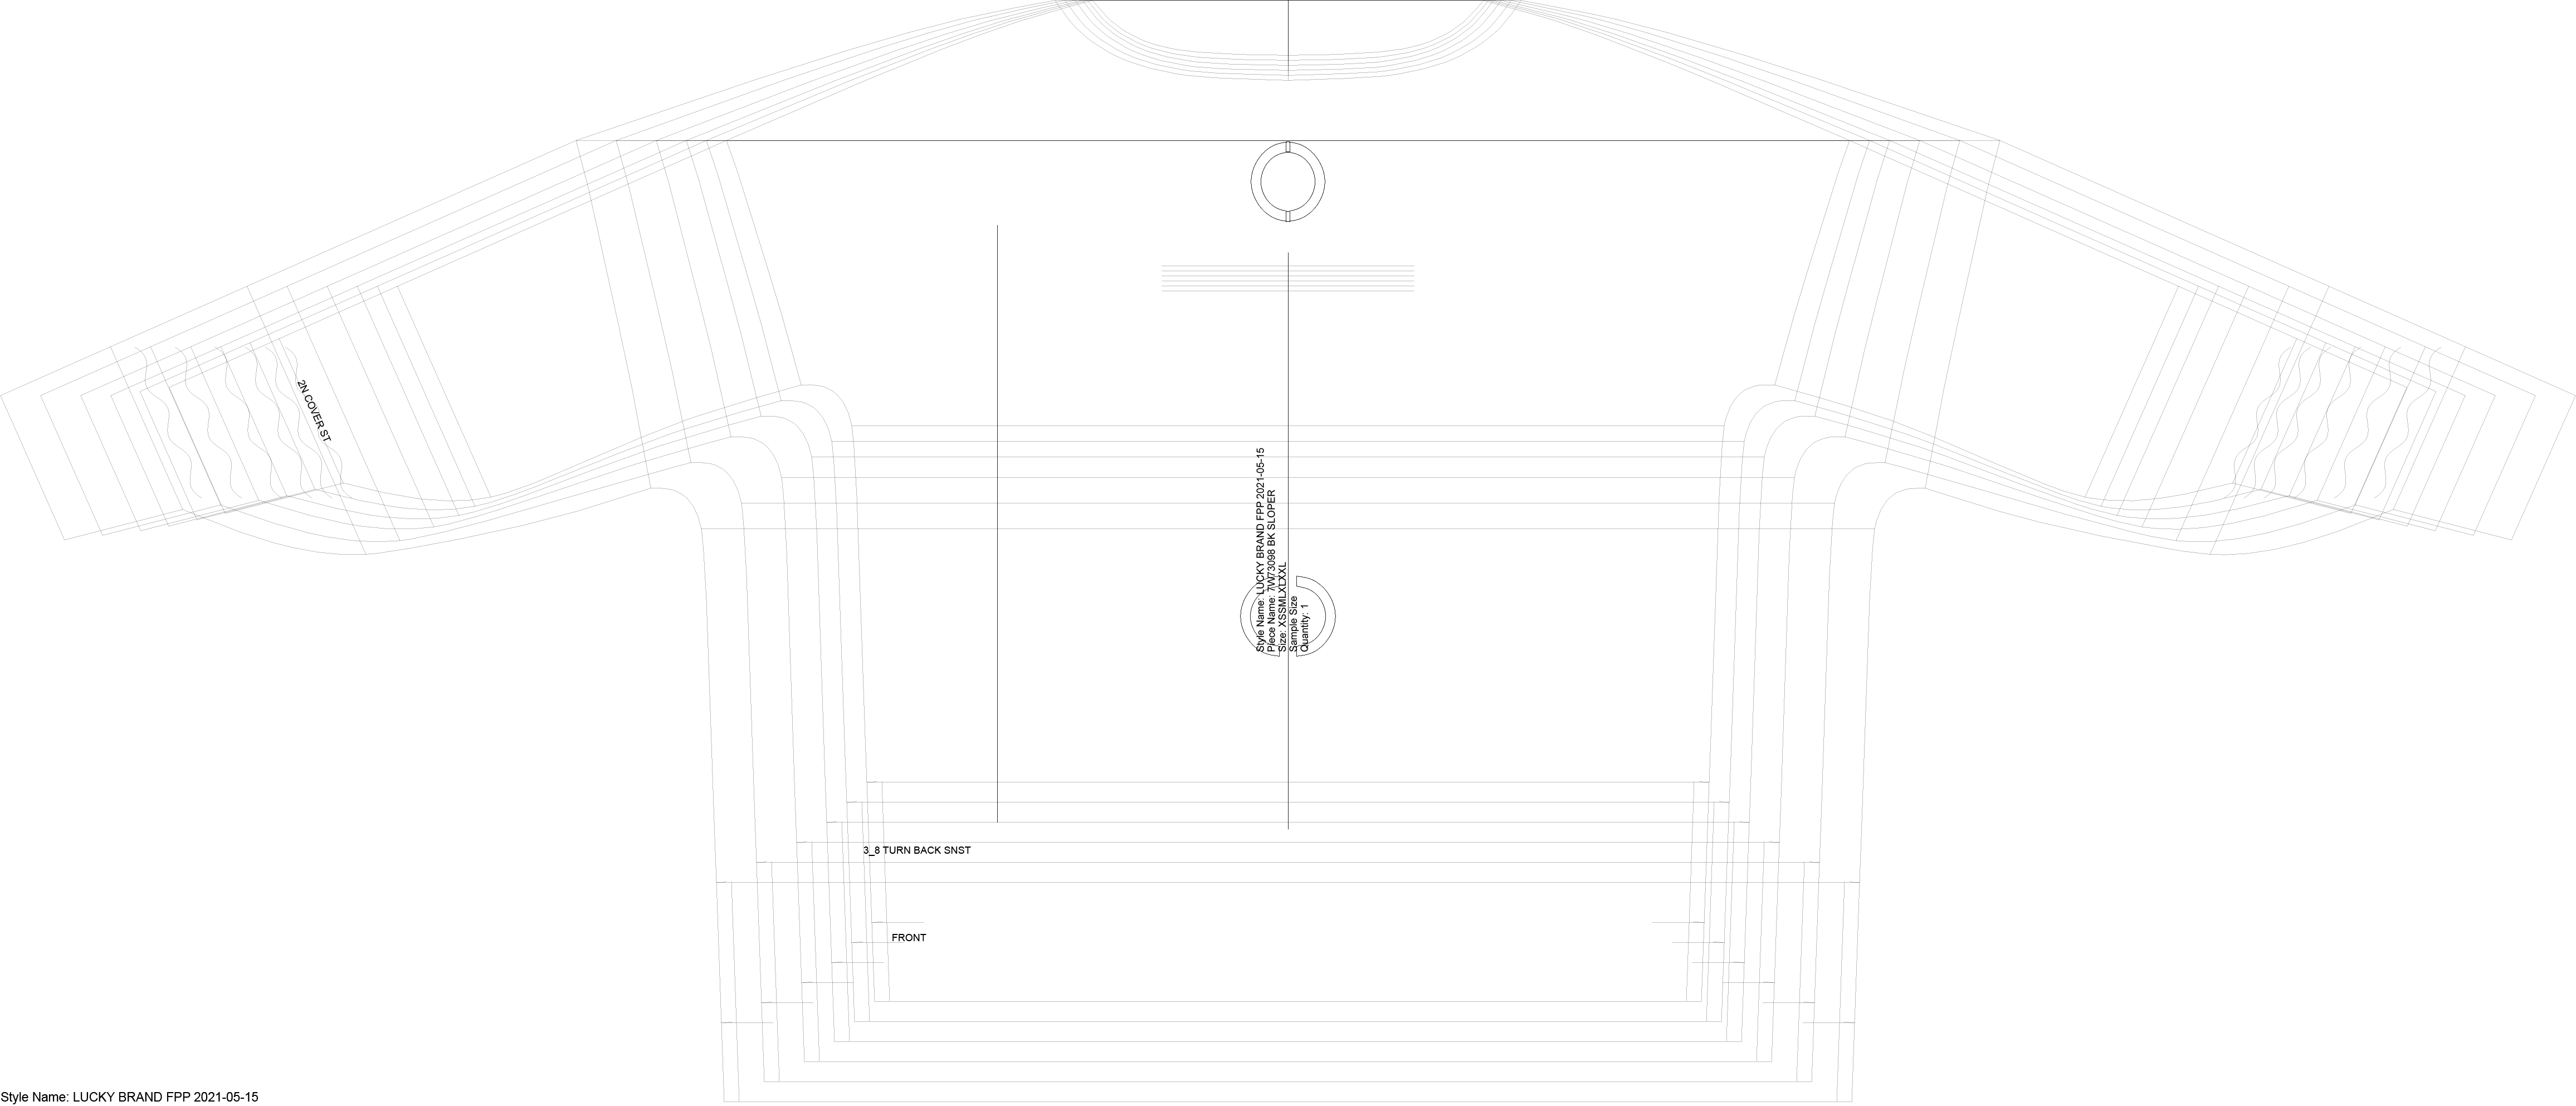 2N COVER ST
Style Name: LUCKY BRAND FPP 2021-05-15
Piece Name: 7W73098 BK SLOPER
Size: XSSMLXLXXL
Sample Size
Quantity: 1
3_8 TURN BACK SNST
FRONT
Style Name: LUCKY BRAND FPP 2021-05-15